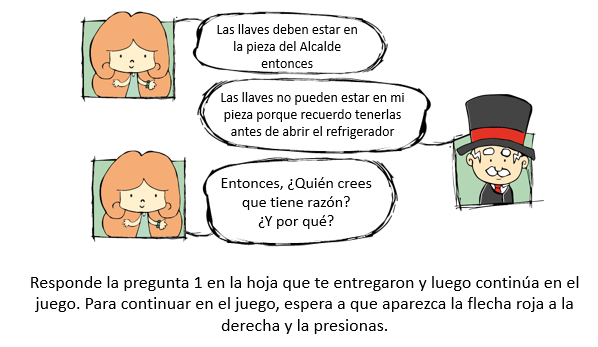 Las llaves deben estar en
la pieza del Alcalde
entonces
Las llaves no pueden estar en mi
pieza porque recuerdo tenerlas
antes de abrir el refrigerador
Entonces, ¿Quién crees
que tiene razón?
¿Y por qué?
Responde la pregunta 1 en la hoja que te entregaron y luego continúa en el
juego. Para continuar en el juego, espera a que aparezca la flecha roja a la
derecha y la presionas.